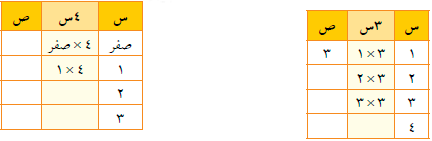 س ٣س ص
١ ٣×١ ٣
٢ ٣×٢
٣ ٣×٣
٤
س ٤س ص
صفر ٤×صفر
١ ٤×١
٢
٣